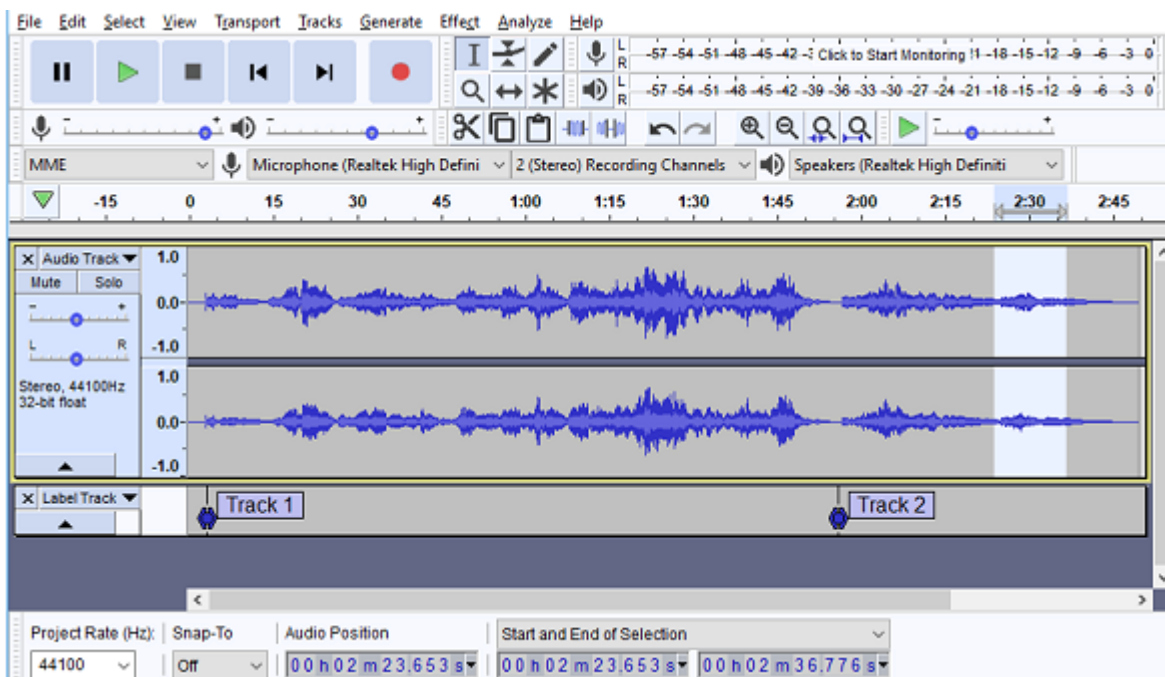 File Edit Select View Transport Tracks Generate Effect Analyze Help
L
R
-57 -54 -51 -48 -45 -42 -3 Click to Start Monitoring !1 -18 -15 -12 -9 -6 -3 0
L
R
-57 -54 -51 -48 -45 -42 -39 -36 -33 -30 -27 -24 -21 -18 -15 -12 -9 -6 -3 0
- +
- +
- +
MME Microphone (Realtek High Defini 2 (Stereo) Recording Channels Speakers (Realtek High Definiti
-15 0 15 30 45 1:00 1:15 1:30 1:45 2:00 2:15 2:30 2:45
X Audio Track 1.0
Mute Solo
- + 0.0
L R -1.0
1.0
Stereo, 44100Hz
32-bit float
0.0
-1.0
X Label Track
Track 1 Track 2
Project Rate (Hz): Snap-To Audio Position Start and End of Selection
44100 Off 00 h 02 m 23.653 s 00 h 02 m 23.653 s 00 h 02 m 36.776 s